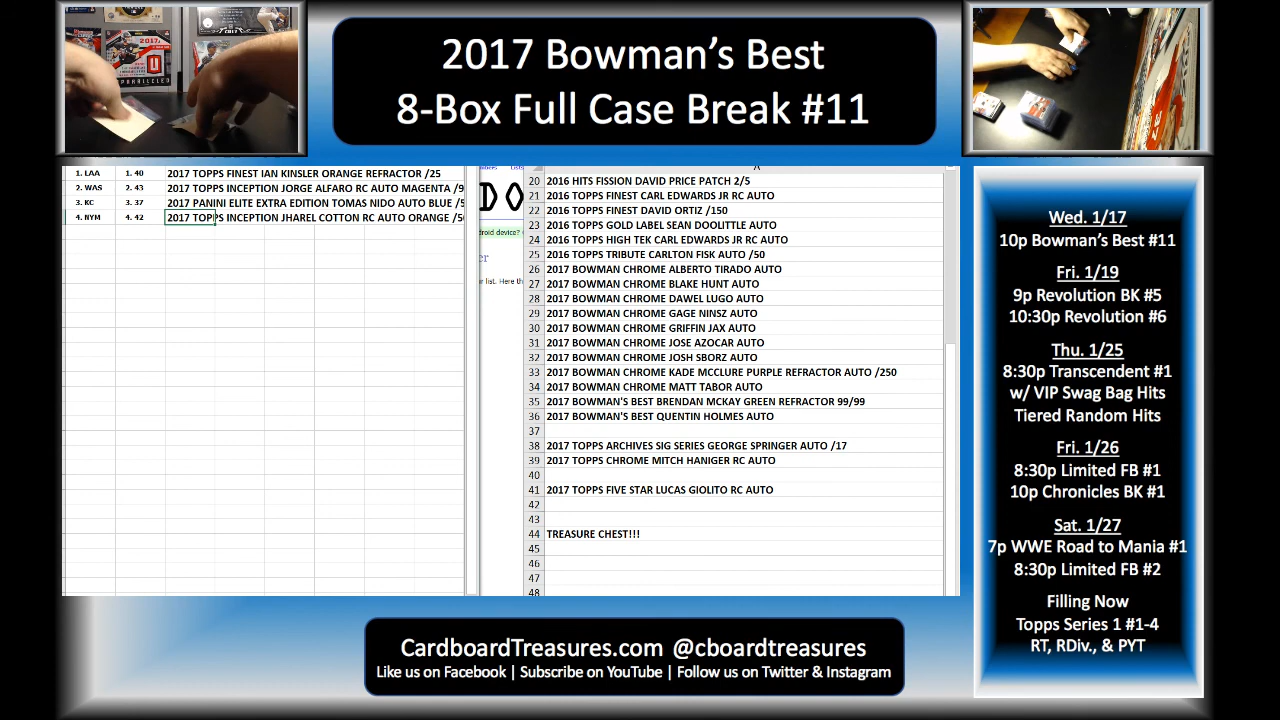 2017 Bowman's Best
8-Box Full Case Break #11
1. LAA 1. 40 2017 TOPPS FINEST IAN KINSLER ORANGE REFRACTOR /25
2. WAS 2. 43 2017 TOPPS INCEPTION JORGE ALFARO RC AUTO MAGENTA /9
3. KC 3. 37 2017 PANINI ELITE EXTRA EDITION TOMAS NIDO AUTO BLUE /5
4. NYM 4. 42 2017 TOPPS INCEPTION JHAREL COTTON RC AUTO ORANGE /50
20 2016 HITS FISSION DAVID PRICE PATCH 2/5
21 2016 TOPPS FINEST CARL EDWARDS JR RC AUTO
22 2016 TOPPS FINEST DAVID ORTIZ /150
23 2016 TOPPS GOLD LABEL SEAN DOOLITTLE AUTO
24 2016 TOPPS HIGH TEK CARL EDWARDS JR RC AUTO
25 2016 TOPPS TRIBUTE CARLTON FISK AUTO /50
26 2017 BOWMAN CHROME ALBERTO TIRADO AUTO
27 2017 BOWMAN CHROME BLAKE HUNT AUTO
28 2017 BOWMAN CHROME DAWEL LUGO AUTO
29 2017 BOWMAN CHROME GAGE NINSZ AUTO
30 2017 BOWMAN CHROME GRIFFIN JAX AUTO
31 2017 BOWMAN CHROME JOSE AZOCAR AUTO
32 2017 BOWMAN CHROME JOSH SBORZ AUTO
33 2017 BOWMAN CHROME KADE MCCLURE PURPLE REFRACTOR AUTO /250
34 2017 BOWMAN CHROME MATT TABOR AUTO
35 2017 BOWMAN'S BEST BRENDAN MCKAY GREEN REFRACTOR 99/99
36 2017 BOWMAN'S BEST QUENTIN HOLMES AUTO
37
38 2017 TOPPS ARCHIVES SIG SERIES GEORGE SPRINGER AUTO /17
39 2017 TOPPS CHROME MITCH HANIGER RC AUTO
40
41 2017 TOPPS FIVE STAR LUCAS GIOLITO RC AUTO
42
43
44 TREASURE CHEST!!!
45
46
47
48
Lists
droid device?
er
ur list. Here th
Wed. 1/17
10p Bowman's Best #11
Fri. 1/19
9p Revolution BK #5
10:30p Revolution #6
Thu. 1/25
8:30p Transcendent #1
w/ VIP Swag Bag Hits
Tiered Random Hits
Fri. 1/26
8:30p Limited FB #1
10p Chronicles BK #1
Sat. 1/27
7p WWE Road to Mania #1
8:30p Limited FB #2
Filling Now
Topps Series 1 #1-4
RT, RDiv., & PYT
CardboardTreasures.com @cboardtreasures
Like us on Facebook | Subscribe on YouTube | Follow us on Twitter & Instagram